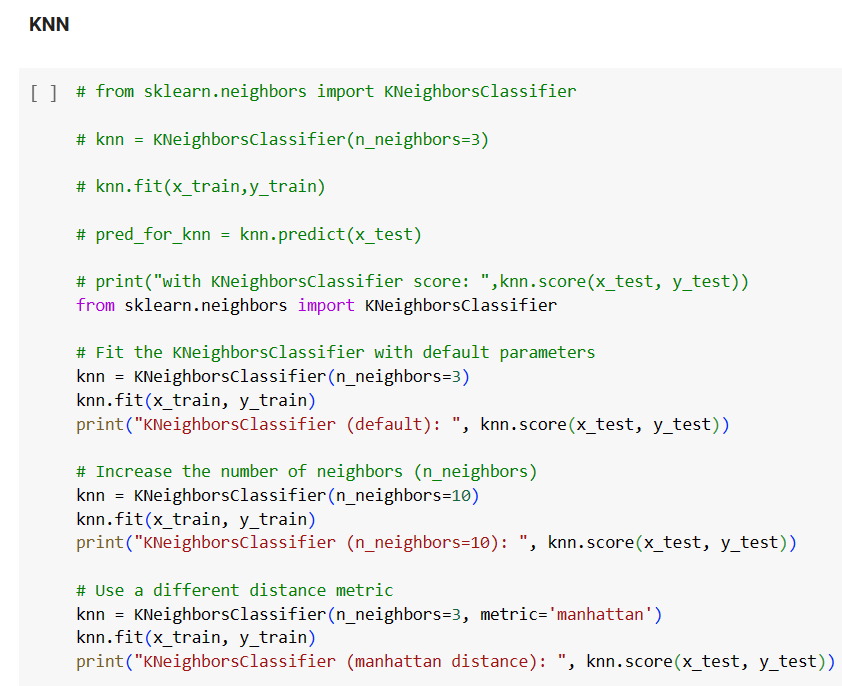 KNN
[ ] # from sklearn.neighbors import KNeighborsClassifier
# knn = KNeighborsClassifier(n_neighbors=3)
# knn.fit(x_train,y_train)
# pred_for_knn = knn.predict(x_test)
# print("with KNeighborsClassifier score: ",knn.score(x_test, y_test))
from sklearn.neighbors import KNeighborsClassifier
# Fit the KNeighborsClassifier with default parameters
knn = KNeighborsClassifier(n_neighbors=3)
knn.fit(x_train, y_train)
print("KNeighborsClassifier (default): ", knn.score(x_test, y_test))
# Increase the number of neighbors (n_neighbors)
knn = KNeighborsClassifier(n_neighbors=10)
knn.fit(x_train, y_train)
print("KNeighborsClassifier (n_neighbors=10): ", knn.score(x_test, y_test))
# Use a different distance metric
knn = KNeighborsClassifier(n_neighbors=3, metric='manhattan')
knn.fit(x_train, y_train)
print("KNeighborsClassifier (manhattan distance): ", knn.score(x_test, y_test))